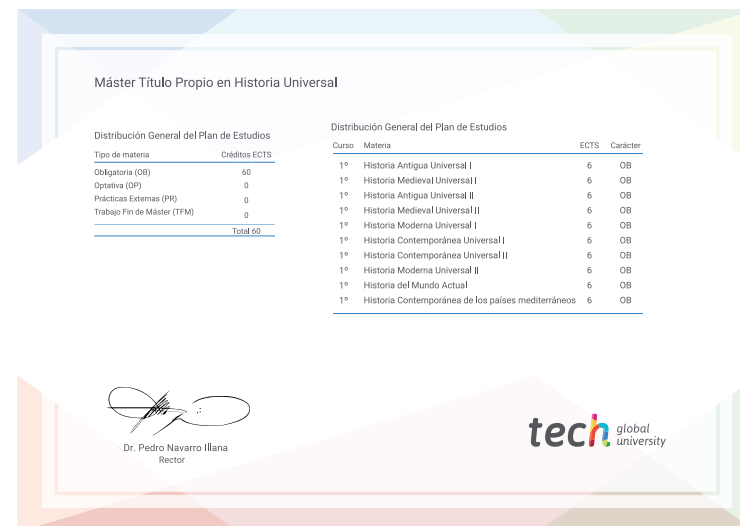 Máster Título Propio en Historia Universal
Distribución General del Plan de Estudios
Tipo de materia Créditos ECTS
Obligatoria (OB) 60
Optativa (OP) 0
Prácticas Externas (PR) 0
Trabajo Fin de Máster (TFM) 0
Total 60
Distribución General del Plan de Estudios
Curso Materia ECTS Carácter
1º Historia Antigua Universal I 6 OB
1º Historia Medieval Universal I 6 OB
1º Historia Antigua Universal II 6 OB
1º Historia Medieval Universal II 6 OB
1º Historia Moderna Universal I 6 OB
1º Historia Contemporánea Universal I 6 OB
1º Historia Contemporánea Universal II 6 OB
1º Historia Moderna Universal II 6 OB
1º Historia del Mundo Actual 6 OB
1º Historia Contemporánea de los países mediterráneos 6 OB
Dr. Pedro Navarro Illana
Rector
tech global
university